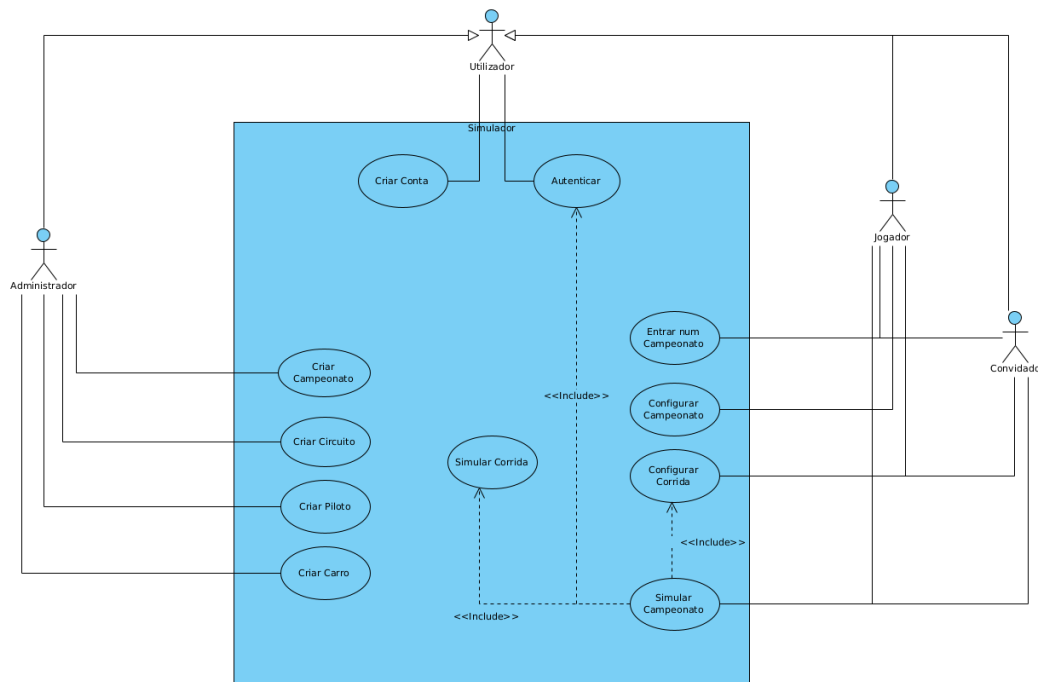 Utilizador
Simulador
Criar Conta
Autenticar
Jogador
Administrador
Entrar num
Campeonato
Convidado
Criar
Campeonato
<<Include>>
Configurar
Campeonato
Criar Circuito
Simular Corrida
Configurar
Corrida
Criar Piloto
<<Include>>
Criar Carro
Simular
Campeonato
<<Include>>